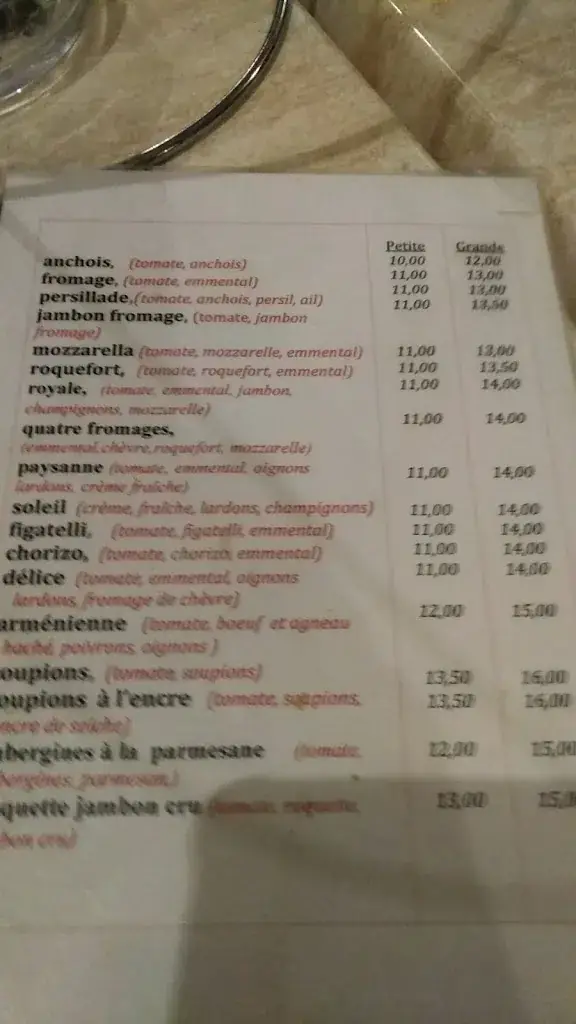 Petite Grande
anchois, (tomate, anchois) 10,00 12,00
fromage, (tomate, emmental) 11,00 13,00
persillade,(tomate, anchois, persil, ail) 11,00 13,00
jambon fromage, (tomate, jambon 11,00 13,50
fromage)
mozzarella (tomate, mozzarelle, emmental) 11,00 13,00
roquefort, (tomate, roquefort, emmental) 11,00 13,50
royale, (tomate, emmental, jambon, 11,00 14,00
champignons, mozzarelle)
quatre fromages, 11,00 14,00
(emmental,chèvre,roquefort, mozzarelle)
paysanne (tomate, emmental, oignons 11,00 14,00
lardons, crème fraîche)
soleil (crème, fraîche, lardons, champignons) 11,00 14,00
figatelli, (tomate, figatelli, emmental) 11,00 14,00
chorizo, (tomate, chorizo, emmental) 11,00 14,00
délice (tomate, emmental, oignons 11,00 14,00
lardons, fromage de chèvre)
arménienne (tomate, boeuf et agneau 12,00 15,00
haché, poivrons, oignons )
oupions, (tomate, supions) 13,50 16,00
oupions à l'encre (tomate, supions, 13,50 16,00
ncre de seiche)
bergines à la parmesane (tomate, 12,00 15,00
bergines, parmesan,)
quette jambon cru (tomate, roquette, 13,00 15,0
bon cru)